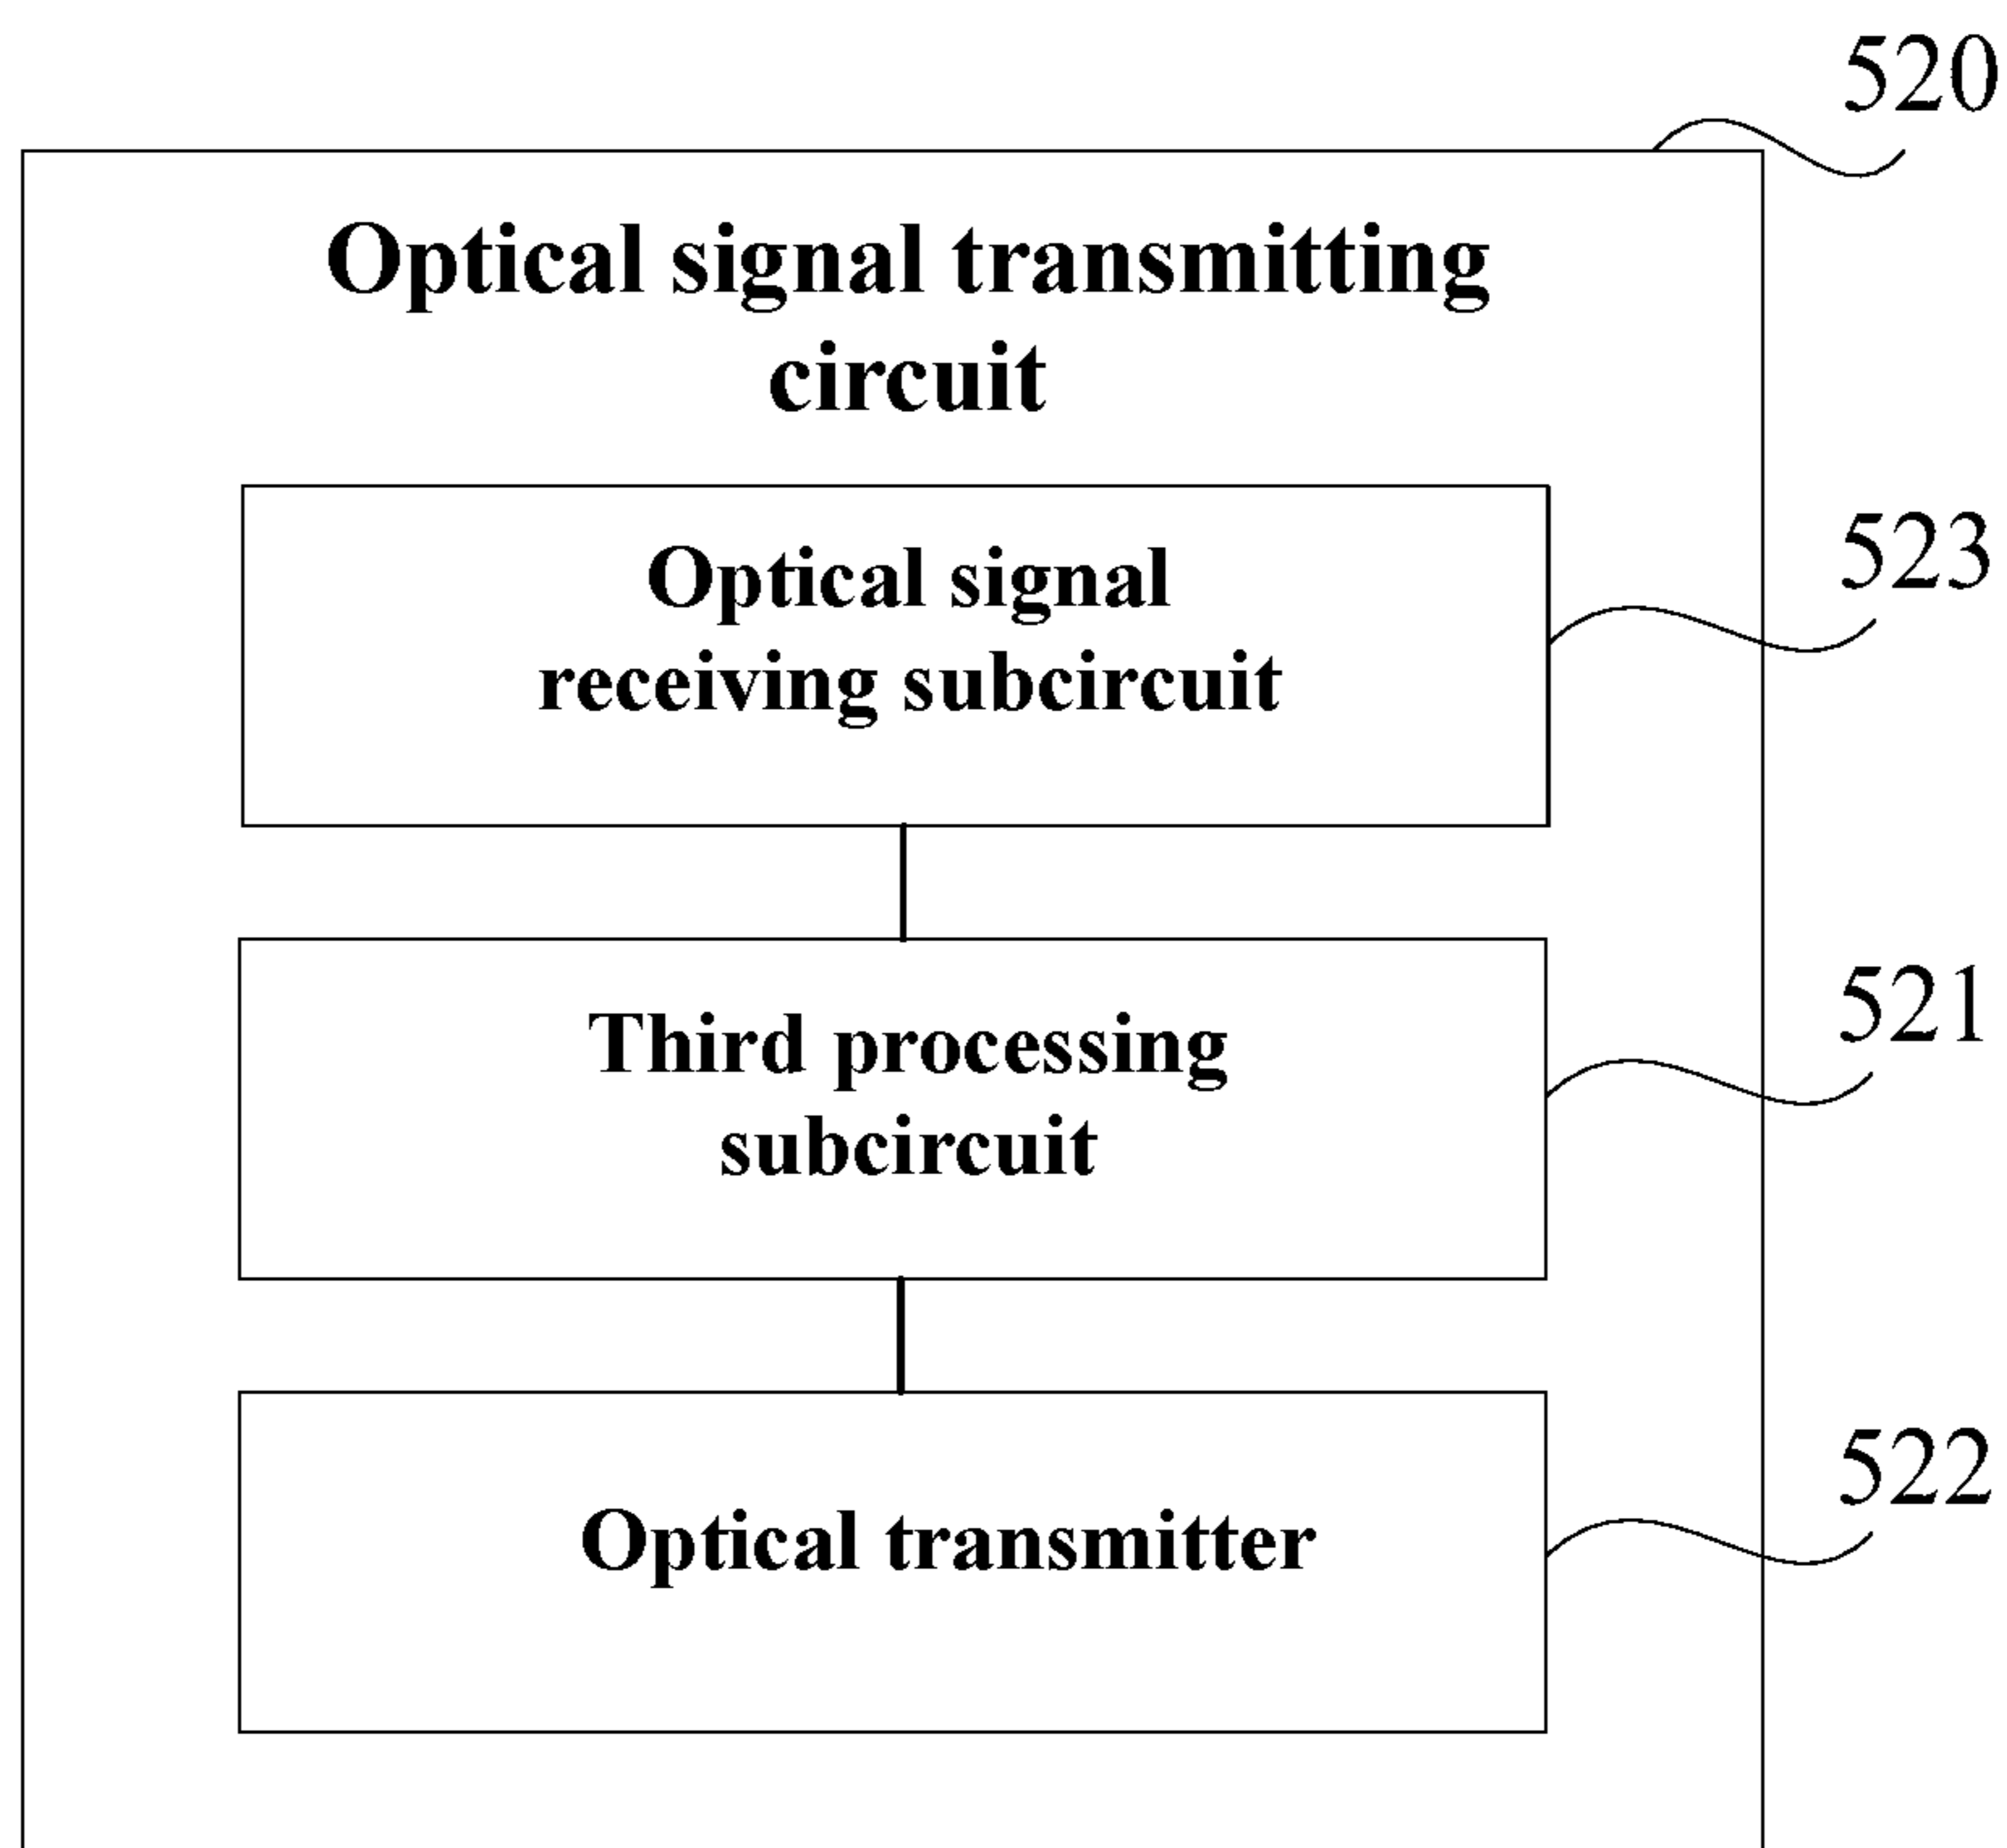 520
Optical signal transmitting
circuit
523
Optical signal
receiving subcircuit
521
Third processing
subcircuit
522
Optical transmitter